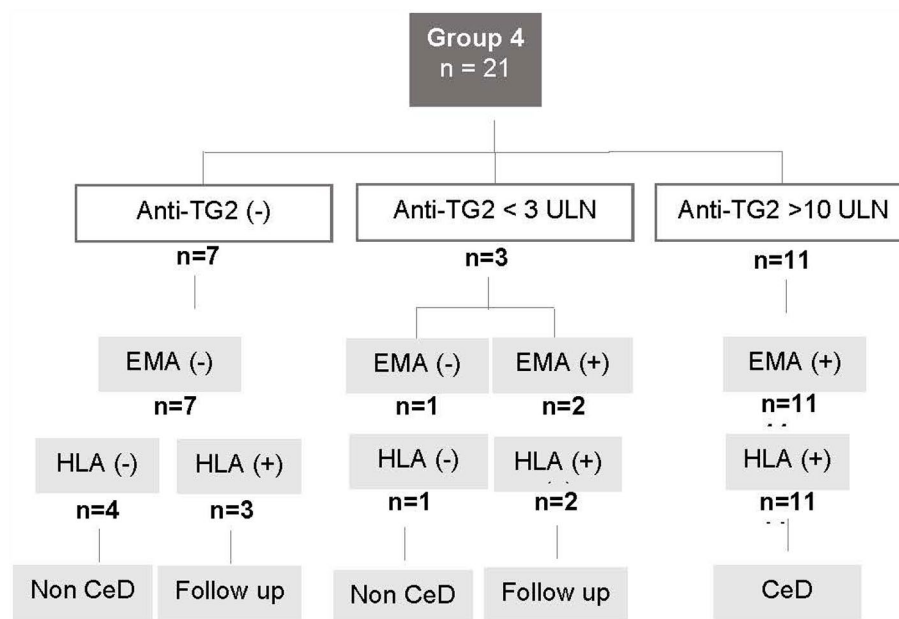 Group 4
n = 21
Anti-TG2 (-)
Anti-TG2 < 3 ULN
Anti-TG2 >10 ULN
n=7
n=3
n=11
EMA (-)
EMA (-)
EMA (+)
EMA (+)
n=7
n=1
n=2
n=11
HLA (-)
HLA (+)
HLA (-)
HLA (+)
HLA (+)
n=4
n=3
n=1
n=2
n=11
Non CeD
Follow up
Non CeD
Follow up
CeD